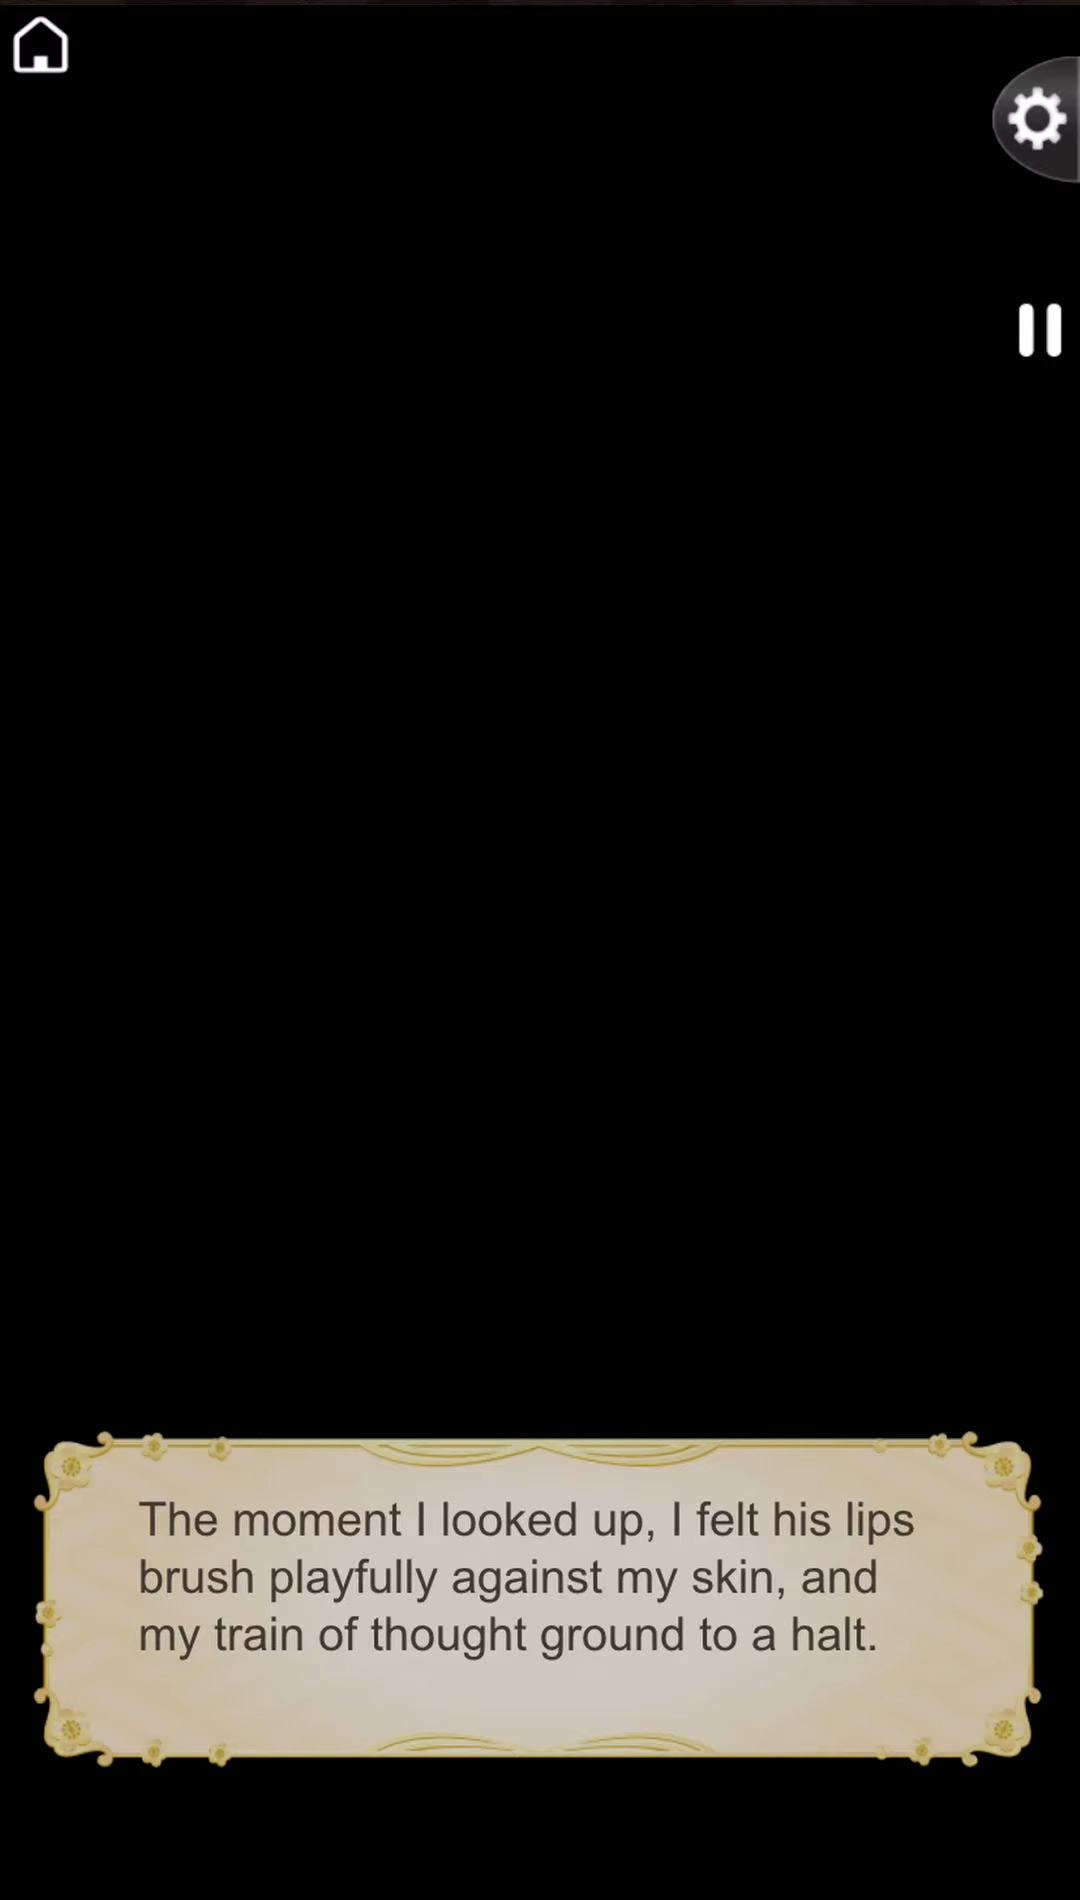 The moment I looked up, I felt his lips
brush playfully against my skin, and
my train of thought ground to a halt.